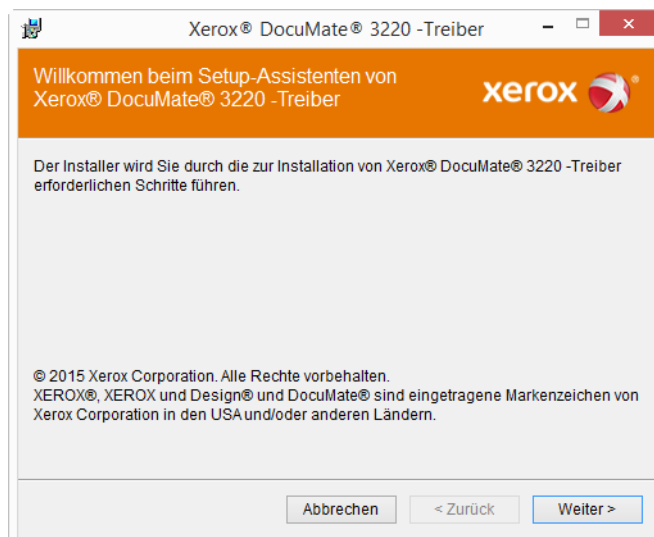 Xerox® DocuMate® 3220 -Treiber
Willkommen beim Setup-Assistenten von
Xerox® DocuMate® 3220 -Treiber
xerox
Der Installer wird Sie durch die zur Installation von Xerox® DocuMate® 3220 -Treiber
erforderlichen Schritte führen.
© 2015 Xerox Corporation. Alle Rechte vorbehalten.
XEROX®, XEROX und Design® und DocuMate® sind eingetragene Markenzeichen von
Xerox Corporation in den USA und/oder anderen Ländern.
Abbrechen < Zurück Weiter >